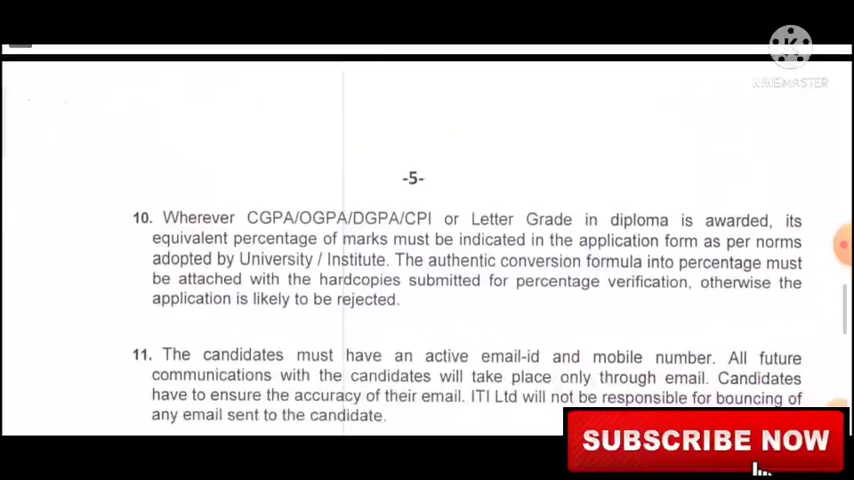 KINEMASTER
-5-
10. Wherever CGPA/OGPA/DGPA/CPI or Letter Grade in diploma is awarded, its
equivalent percentage of marks must be indicated in the application form as per norms
adopted by University / Institute. The authentic conversion formula into percentage must
be attached with the hardcopies submitted for percentage verification, otherwise the
application is likely to be rejected.
11. The candidates must have an active email-id and mobile number. All future
communications with the candidates will take place only through email. Candidates
have to ensure the accuracy of their email. ITI Ltd will not be responsible for bouncing of
any email sent to the candidate.
SUBSCRIBE NOW